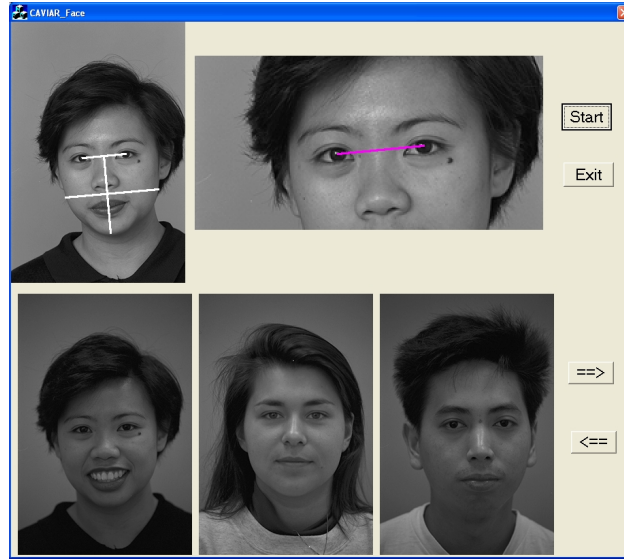 CAVIAR_Face
Start
Exit
==>
<==